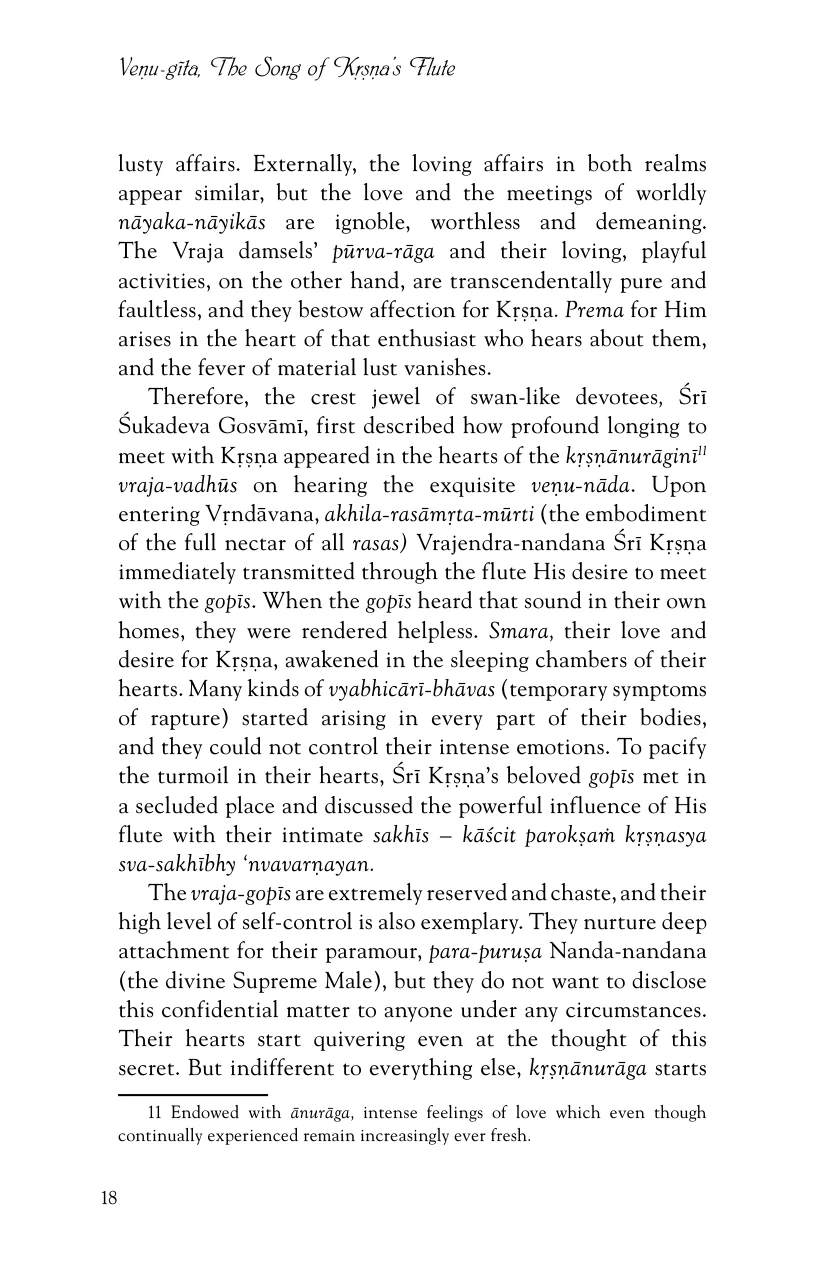 Veṇu-gīta, The Song of Kṛṣṇa's Flute
lusty affairs. Externally, the loving affairs in both realms
appear similar, but the love and the meetings of worldly
nāyaka-nāyikās are ignoble, worthless and demeaning.
The Vraja damsels’ pūrva-rāga and their loving, playful
activities, on the other hand, are transcendentally pure and
faultless, and they bestow affection for Kṛṣṇa. Prema for Him
arises in the heart of that enthusiast who hears about them,
and the fever of material lust vanishes.
Therefore, the crest jewel of swan-like devotees, Śrī
Śukadeva Gosvāmī, first described how profound longing to
meet with Kṛṣṇa appeared in the hearts of the kṛṣṇānurāginī11
vraja-vadhūs on hearing the exquisite veṇu-nāda. Upon
entering Vṛndāvana, akhila-rasāmṛta-mūrti (the embodiment
of the full nectar of all rasas) Vrajendra-nandana Śrī Kṛṣṇa
immediately transmitted through the flute His desire to meet
with the gopīs. When the gopīs heard that sound in their own
homes, they were rendered helpless. Smara, their love and
desire for Kṛṣṇa, awakened in the sleeping chambers of their
hearts. Many kinds of vyabhicārī-bhāvas (temporary symptoms
of rapture) started arising in every part of their bodies,
and they could not control their intense emotions. To pacify
the turmoil in their hearts, Śrī Kṛṣṇa’s beloved gopīs met in
a secluded place and discussed the powerful influence of His
flute with their intimate sakhīs – kāścit parokṣaṁ kṛṣṇasya
sva-sakhībhy ‘nvavarṇayan.
The vraja-gopīs are extremely reserved and chaste, and their
high level of self-control is also exemplary. They nurture deep
attachment for their paramour, para-puruṣa Nanda-nandana
(the divine Supreme Male), but they do not want to disclose
this confidential matter to anyone under any circumstances.
Their hearts start quivering even at the thought of this
secret. But indifferent to everything else, kṛṣṇānurāga starts
11 Endowed with ānurāga, intense feelings of love which even though
continually experienced remain increasingly ever fresh.
18